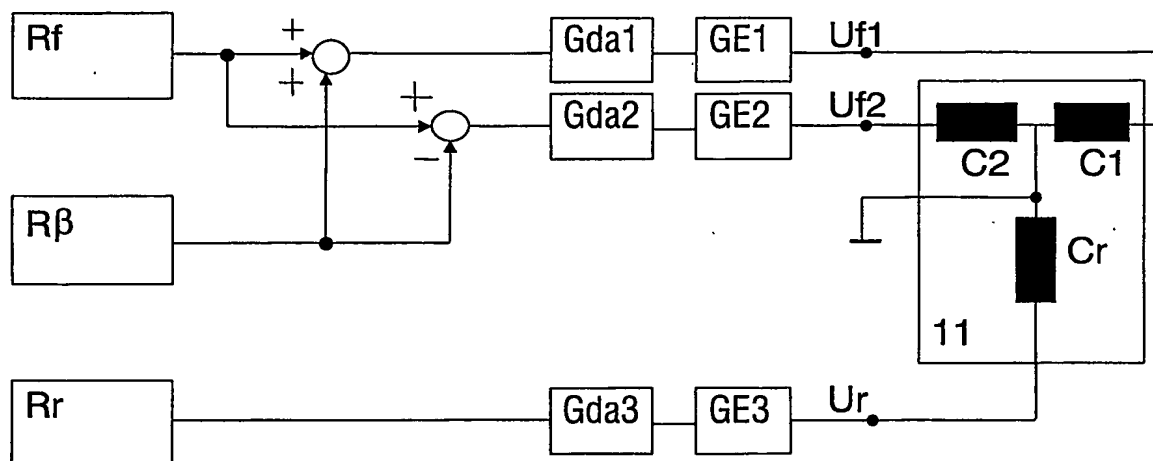 Rf
+
+
Gda1
GE1
Uf1
+
−
Gda2
GE2
Uf2
C2
C1
Rβ
Cr
11
Rr
Gda3
GE3
Ur